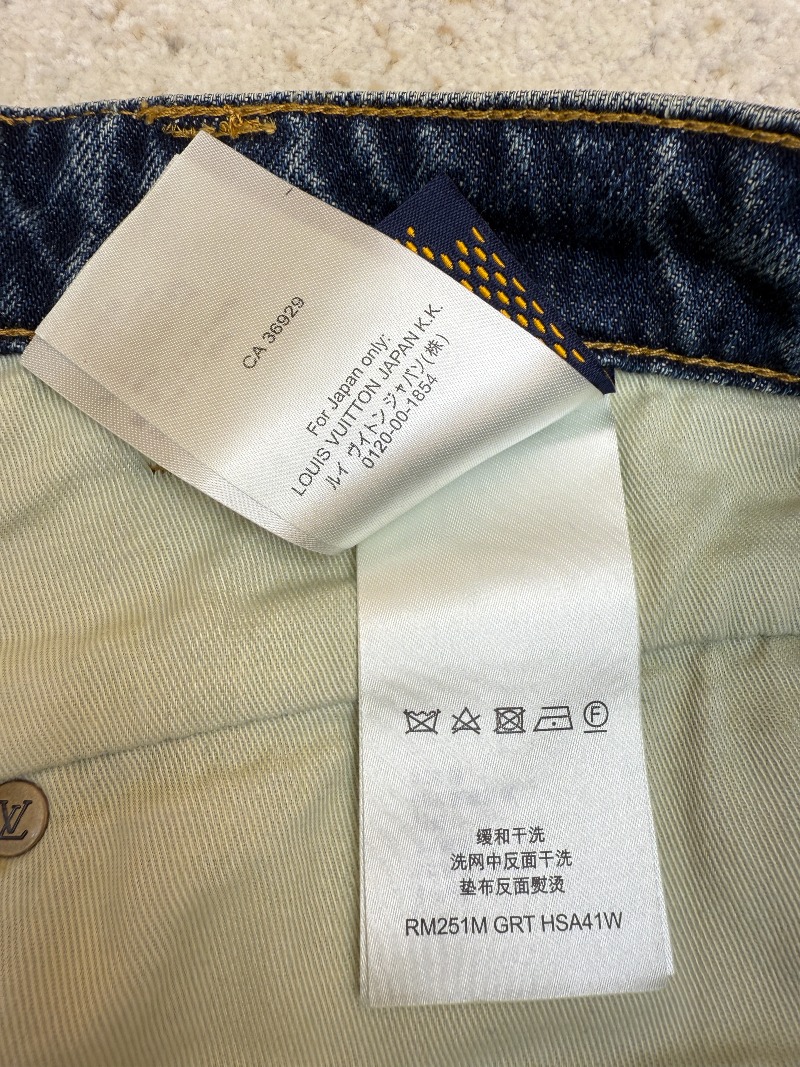 CA 36929
For Japan only:
LOUIS VUITTON JAPAN K.K.
ルイ ヴィトン ジャパン(株)
0120-00-1854
缓和干洗
洗网中反面干洗
垫布反面熨烫
RM251M GRT HSA41W
F
LV